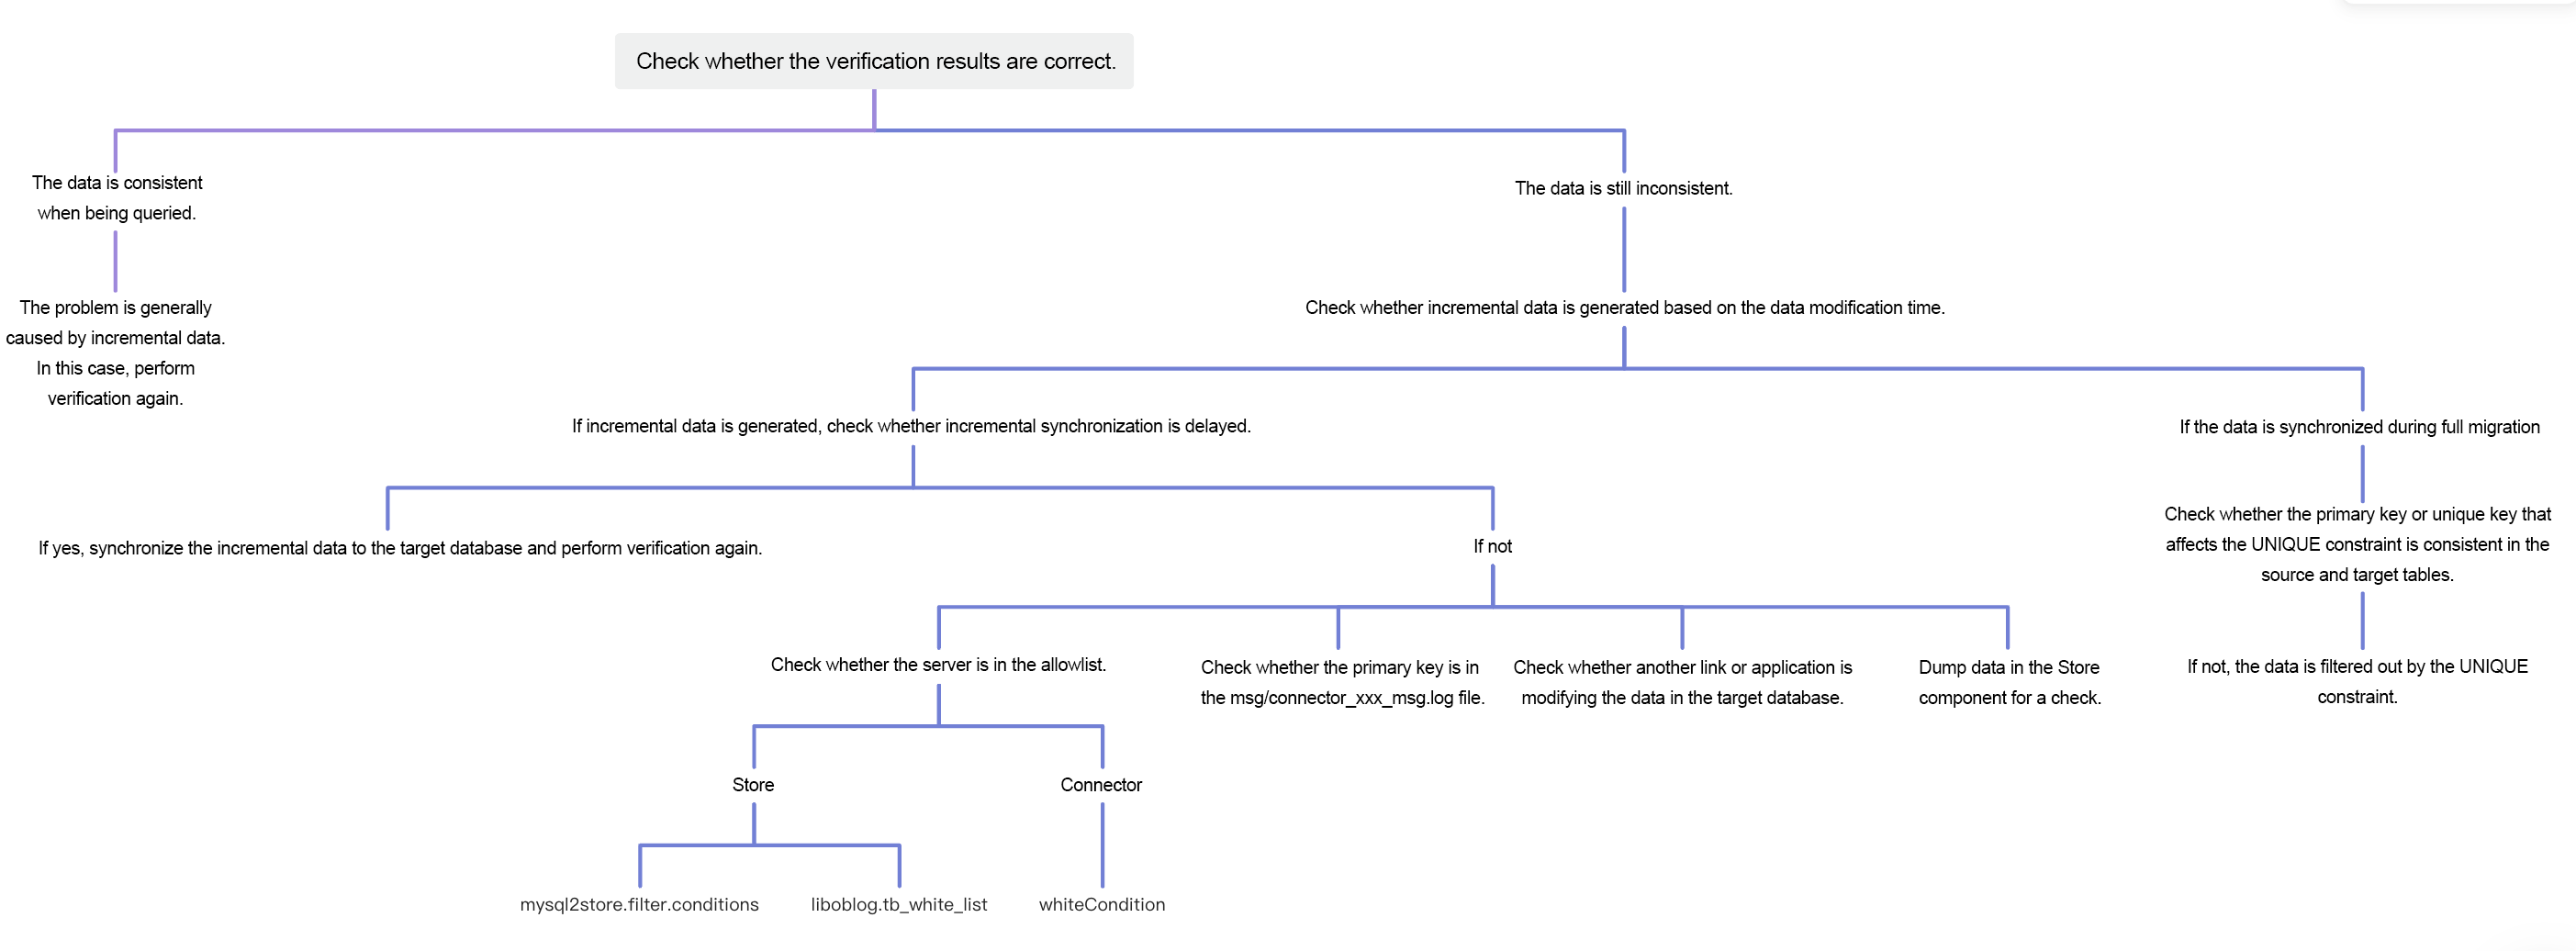 Check whether the verification results are correct.
The data is consistent
when being queried.
The data is still inconsistent.
The problem is generally
caused by incremental data.
In this case, perform
verification again.
Check whether incremental data is generated based on the data modification time.
If incremental data is generated, check whether incremental synchronization is delayed.
If the data is synchronized during full migration
If yes, synchronize the incremental data to the target database and perform verification again.
If not
Check whether the primary key or unique key that
affects the UNIQUE constraint is consistent in the
source and target tables.
Check whether the server is in the allowlist.
Check whether the primary key is in
the msg/connector_xxx_msg.log file.
Check whether another link or application is
modifying the data in the target database.
Dump data in the Store
component for a check.
If not, the data is filtered out by the UNIQUE
constraint.
Store
Connector
mysql2store.filter.conditions
liboblog.tb_white_list
whiteCondition